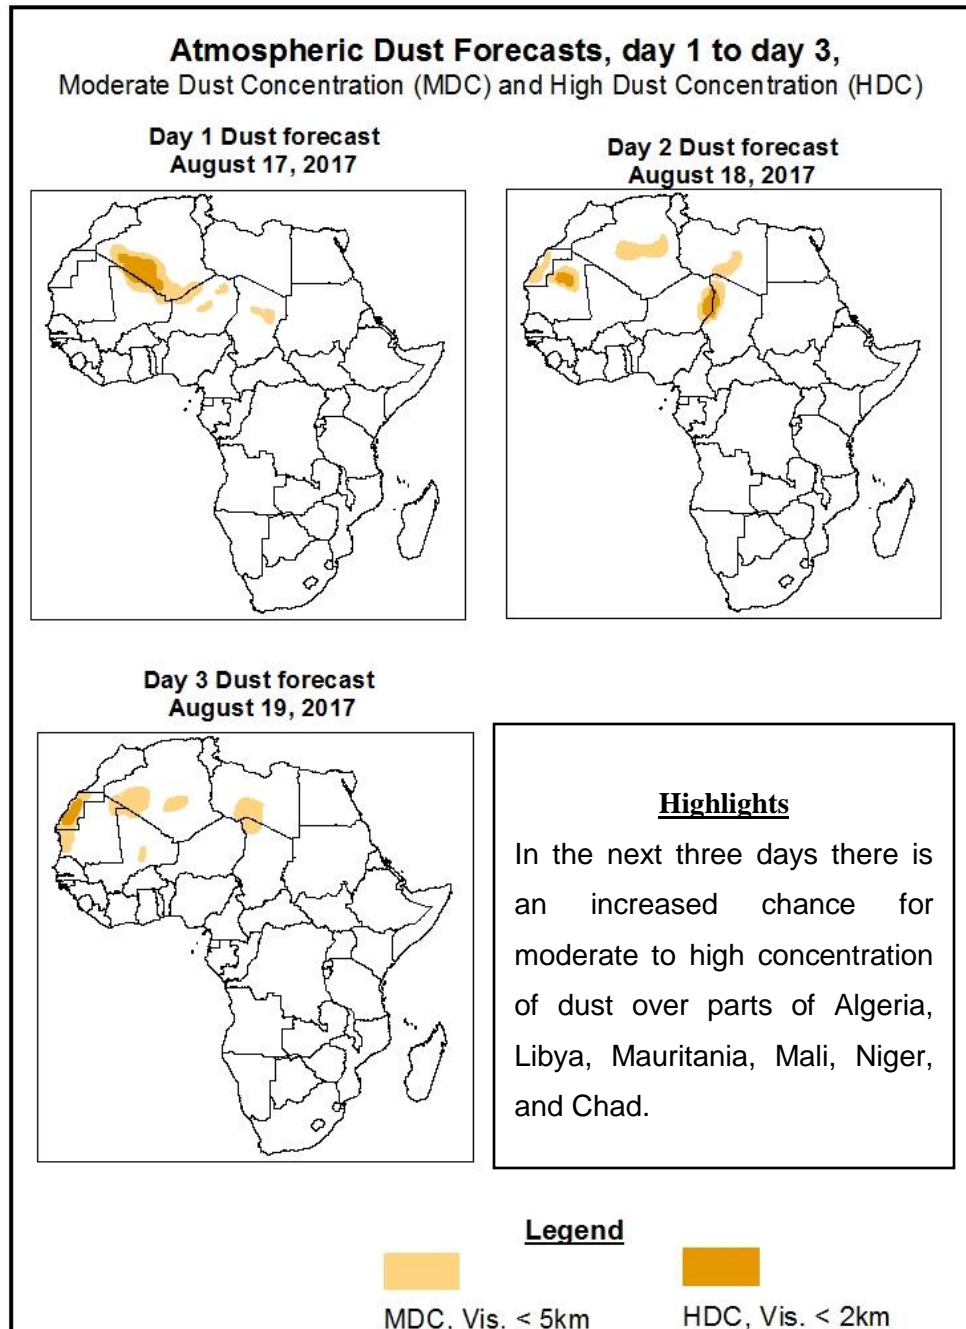 Atmospheric Dust Forecasts, day 1 to day 3,
Moderate Dust Concentration (MDC) and High Dust Concentration (HDC)
Day 1 Dust forecast
August 17, 2017
Day 2 Dust forecast
August 18, 2017
Day 3 Dust forecast
August 19, 2017
Highlights
In the next three days there is
an increased chance for
moderate to high concentration
of dust over parts of Algeria,
Libya, Mauritania, Mali, Niger,
and Chad.
Legend
MDC, Vis. < 5km
HDC, Vis. < 2km